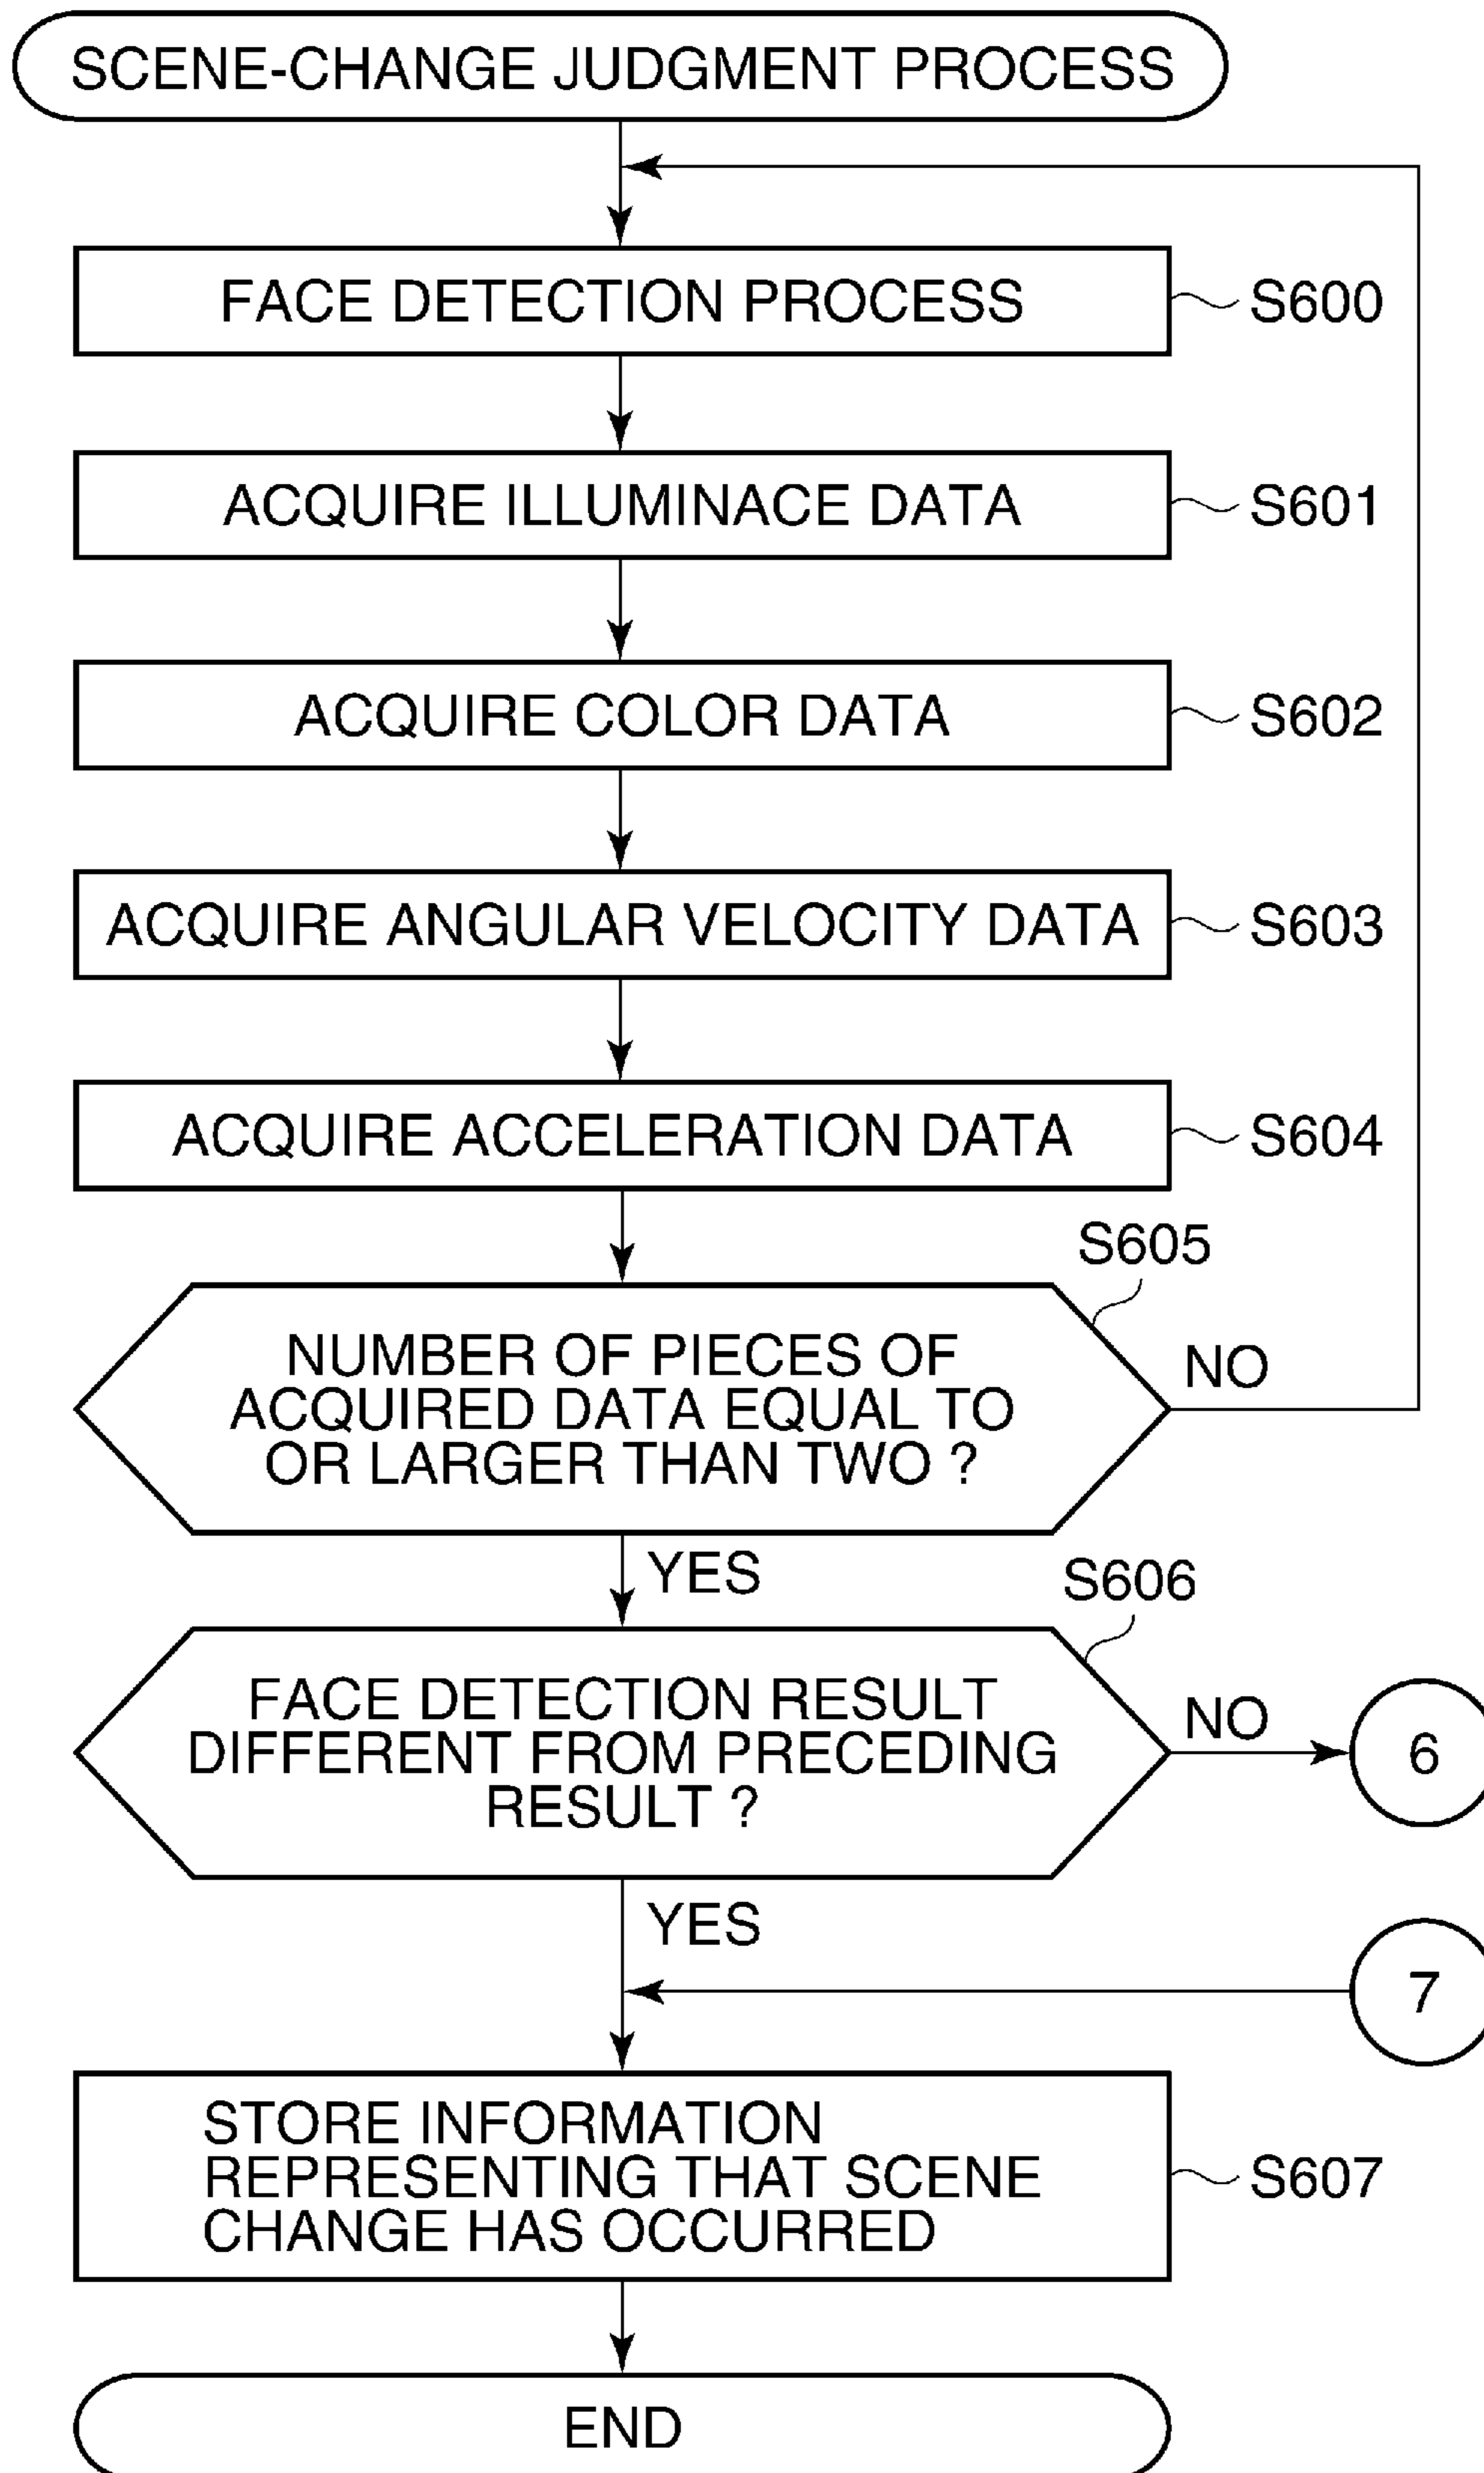 SCENE-CHANGE JUDGMENT PROCESS
FACE DETECTION PROCESS
S600
ACQUIRE ILLUMINACE DATA
S601
ACQUIRE COLOR DATA
S602
ACQUIRE ANGULAR VELOCITY DATA
S603
ACQUIRE ACCELERATION DATA
S604
S605
NUMBER OF PIECES OF
ACQUIRED DATA EQUAL TO
OR LARGER THAN TWO ?
NO
YES
S606
FACE DETECTION RESULT
DIFFERENT FROM PRECEDING
RESULT ?
NO
6
YES
7
STORE INFORMATION
REPRESENTING THAT SCENE
CHANGE HAS OCCURRED
S607
END